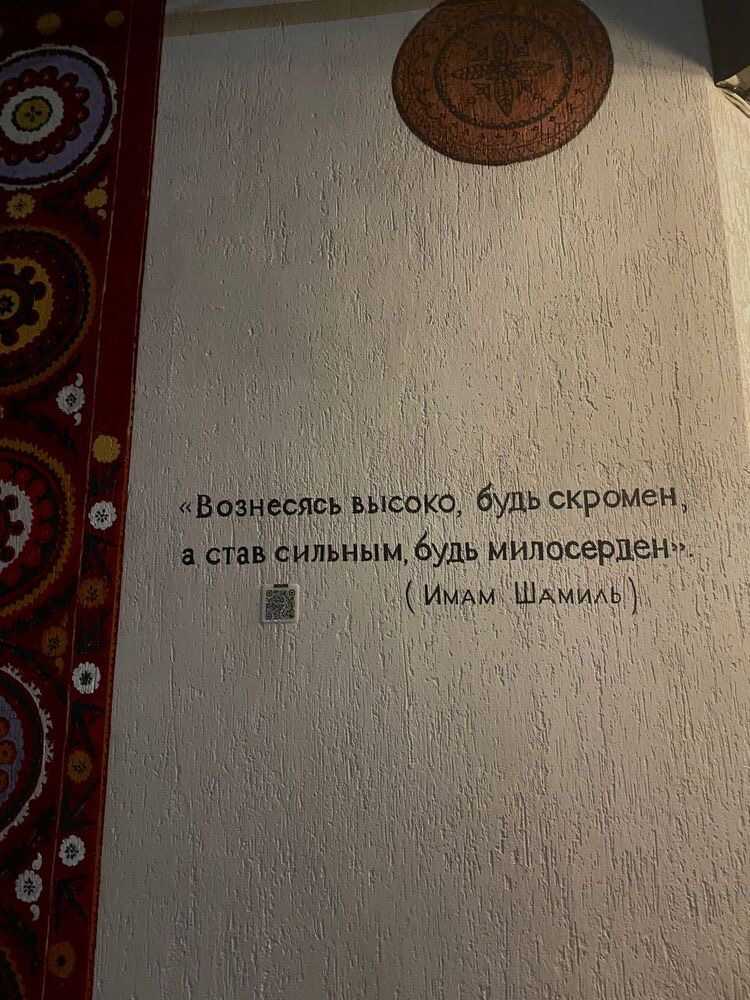 «Вознесясь высоко, будь скромен,
а став сильным, будь милосерден».
(Имам Шамиль)